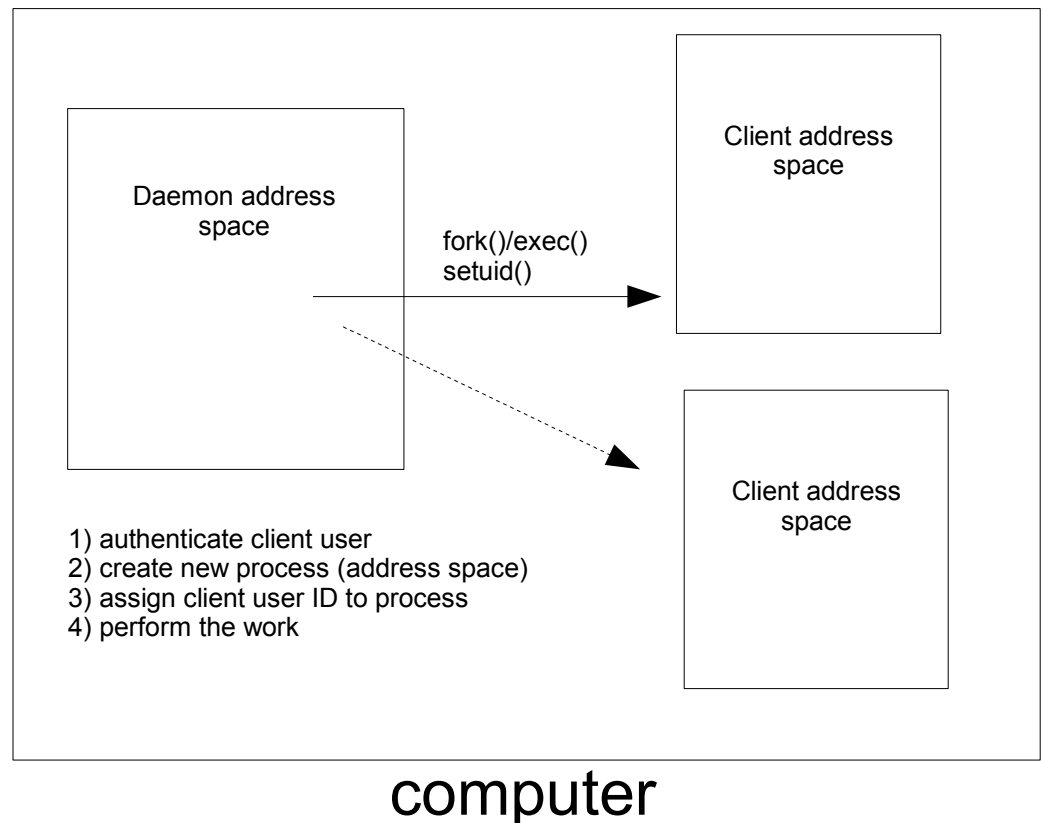 Daemon address
space
fork()/exec()
setuid()
Client address
space
Client address
space
1) authenticate client user
2) create new process (address space)
3) assign client user ID to process
4) perform the work
computer